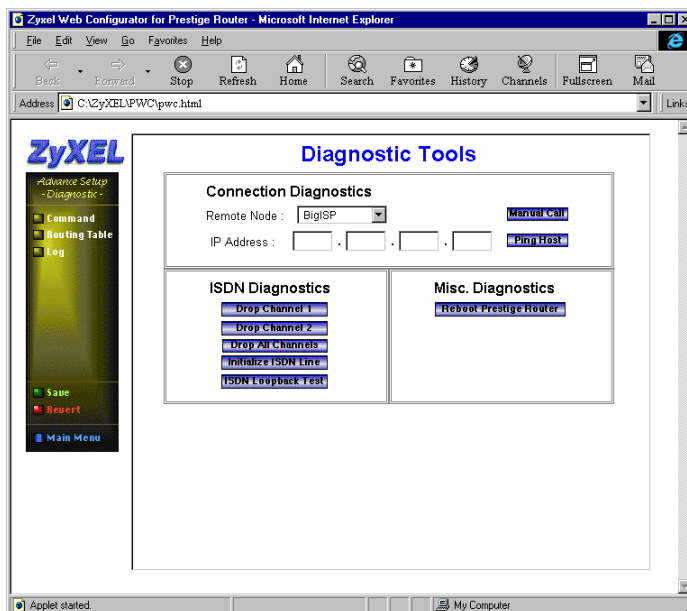 Zyxel Web Configurator for Prestige Router - Microsoft Internet Explorer
File Edit View Go Favorites Help
Back Forward Stop Refresh Home Search Favorites History Channels Fullscreen Mail
Address C:\ZyXEL\PWC\pwc.html Links
ZyXEL
Advance Setup
- Diagnostic -
Command
Routing Table
Log
Save
Revert
Main Menu
Diagnostic Tools
Connection Diagnostics
Remote Node : BigISP Manual Call
IP Address : . . . Ping Host
ISDN Diagnostics
Drop Channel 1
Drop Channel 2
Drop All Channels
Initialize ISDN Line
ISDN Loopback Test
Misc. Diagnostics
Reboot Prestige Router
Applet started. My Computer